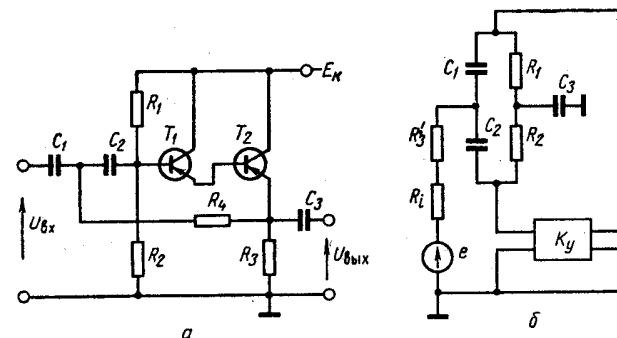 -Eк
R₁
T₁
T₂
C₁
C₂
R₄
C₃
Uвх
R₂
R₃
Uвых
а
C₁
R₁
C₃
R₃'
C₂
R₂
Rᵢ
Kу
e
б